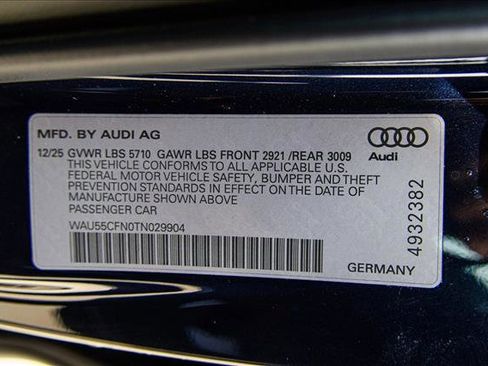 MFD. BY AUDI AG
12/25 GVWR LBS 5710 GAWR LBS FRONT 2921 /REAR 3009
THIS VEHICLE CONFORMS TO ALL APPLICABLE U.S.
FEDERAL MOTOR VEHICLE SAFETY, BUMPER AND THEFT
PREVENTION STANDARDS IN EFFECT ON THE DATE OF
MANUFACTURE SHOWN ABOVE
PASSENGER CAR
WAU55CFN0TN029904
Audi
4932382
GERMANY